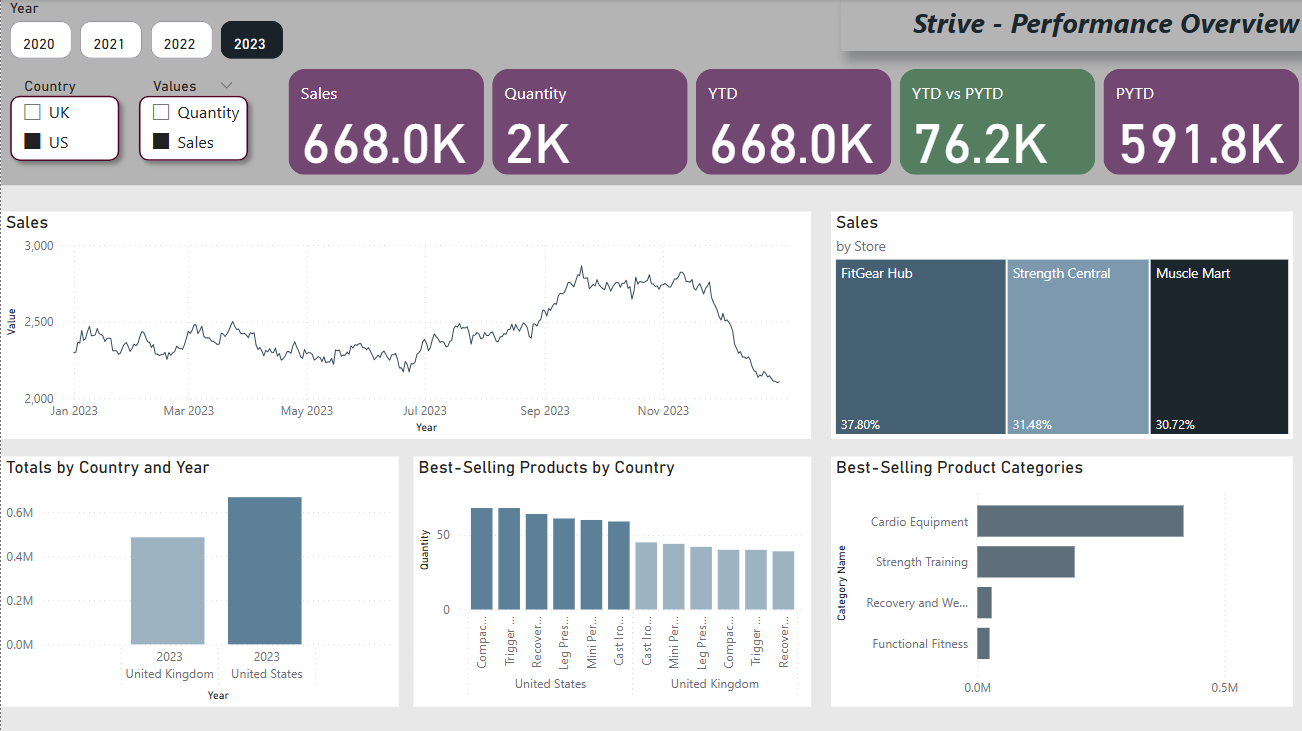 Year
Strive - Performance Overview
2020
2021
2022
2023
Country
UK
US
Values
Quantity
Sales
Sales
668.0K
Quantity
2K
YTD
668.0K
YTD vs PYTD
76.2K
PYTD
591.8K
Sales
3,000
2,500
2,000
Value
Jan 2023
Mar 2023
May 2023
Jul 2023
Sep 2023
Nov 2023
Year
Sales
by Store
FitGear Hub
37.80%
Strength Central
31.48%
Muscle Mart
30.72%
Totals by Country and Year
0.6M
0.4M
0.2M
0.0M
2023
United Kingdom
2023
United States
Year
Best-Selling Products by Country
Quantity
50
0
Compac...
Trigger ...
Recover...
Leg Pres...
Mini Per...
Cast Iro...
Cast Iro...
Mini Per...
Leg Pres...
Compac...
Trigger ...
Recover...
United States
United Kingdom
Best-Selling Product Categories
Category Name
Cardio Equipment
Strength Training
Recovery and We...
Functional Fitness
0.0M
0.5M